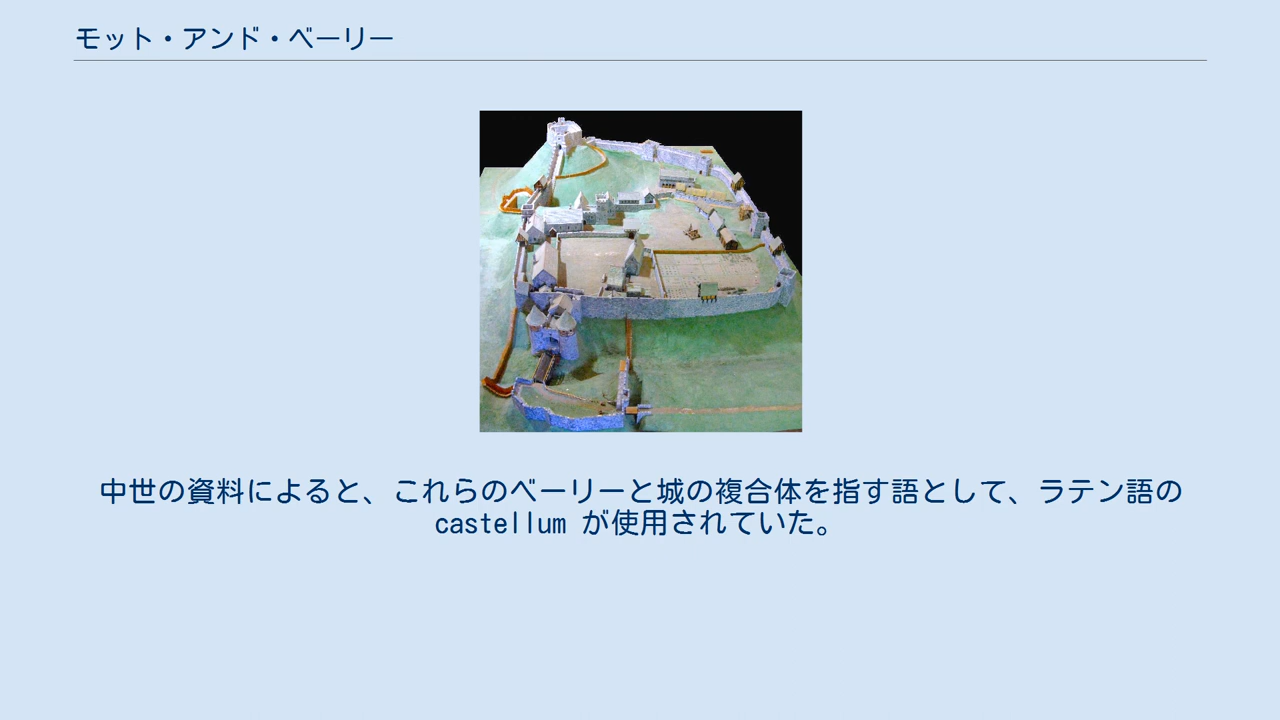 モット・アンド・ベーリー
中世の資料によると、これらのベーリーと城の複合体を指す語として、ラテン語の
castellum が使用されていた。